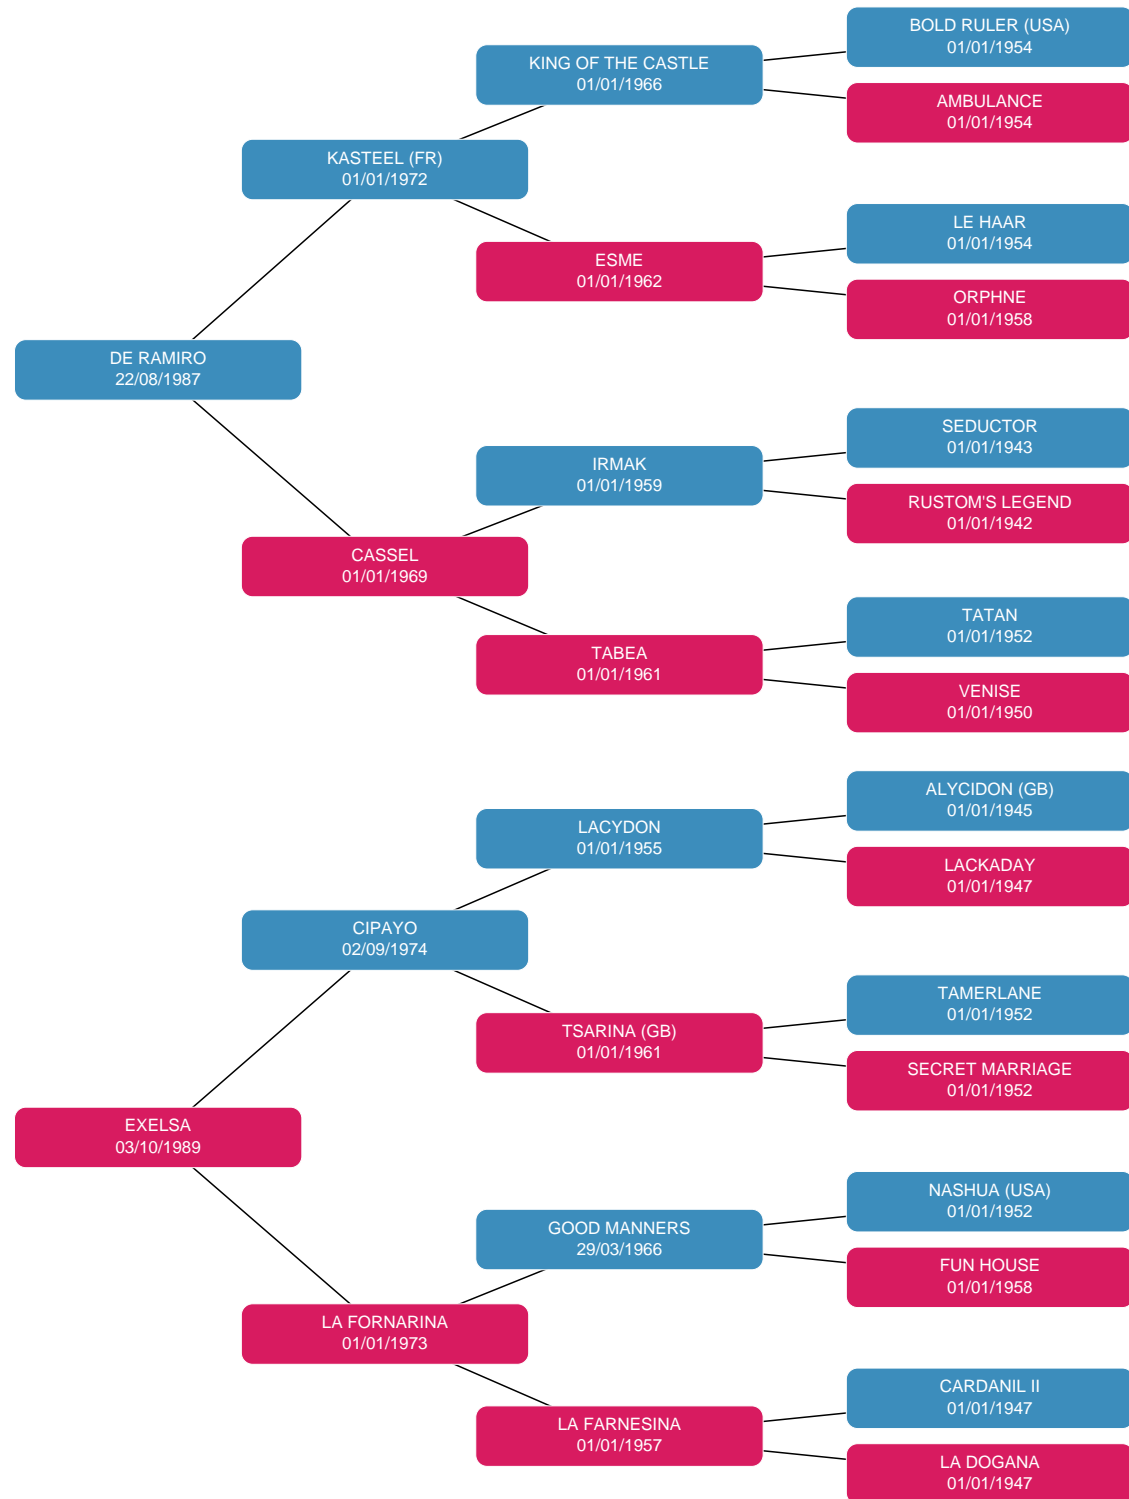 BOLD RULER (USA)
01/01/1954
KING OF THE CASTLE
01/01/1966
AMBULANCE
01/01/1954
KASTEEL (FR)
01/01/1972
LE HAAR
01/01/1954
ESME
01/01/1962
ORPHNE
01/01/1958
DE RAMIRO
22/08/1987
SEDUCTOR
01/01/1943
IRMAK
01/01/1959
RUSTOM'S LEGEND
01/01/1942
CASSEL
01/01/1969
TATAN
01/01/1952
TABEA
01/01/1961
VENISE
01/01/1950
ALYCIDON (GB)
01/01/1945
LACYDON
01/01/1955
LACKADAY
01/01/1947
CIPAYO
02/09/1974
TAMERLANE
01/01/1952
TSARINA (GB)
01/01/1961
SECRET MARRIAGE
01/01/1952
EXELSA
03/10/1989
NASHUA (USA)
01/01/1952
GOOD MANNERS
29/03/1966
FUN HOUSE
01/01/1958
LA FORNARINA
01/01/1973
CARDANIL II
01/01/1947
LA FARNESINA
01/01/1957
LA DOGANA
01/01/1947